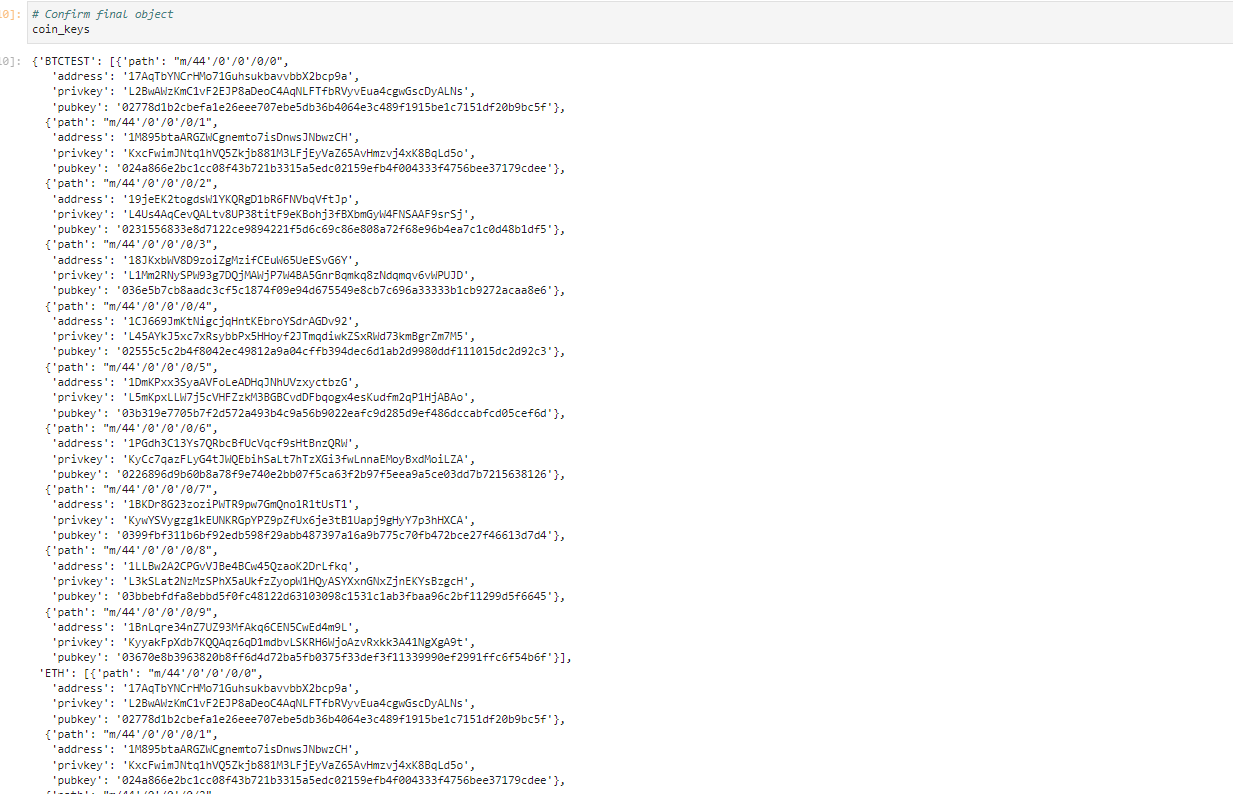 10]: # Confirm final object
coin_keys
10]: {'BTCTEST': [{'path': "m/44'/0'/0'/0/0",
'address': '17AqTbYNCrHMo71Guhsukbavvbbx2bcp9a',
'privkey': 'L2BwAWzKmC1vF2EJP8aDeoC4AqNLFTfbRVyvEua4cgwGscDyALNs',
'pubkey': '02778d1b2cbefa1e26eee707ebe5db36b4064e3c489f1915be1c7151df20b9bc5f'},
{'path': "m/44'/0'/0'/0/1",
'address': '1M895btaARGZWCgnemto7isDnwsJNbwzCH',
'privkey': 'KxcFwimJNtq1hVQ5Zkjb881M3LFjEyVaZ65AvHmzvj4xK8BqLd5o',
'pubkey': '024a866e2bc1cc08f43b721b3315a5edc02159efb4f004333f4756bee37179cdee'},
{'path': "m/44'/0'/0'/0/2",
'address': '19jeEK2togdsW1YKQRgD1bR6FNVbqVftJp',
'privkey': 'L4Us4AqCevQALtv8UP38titF9eKBohj3fBXbmGyW4FNSAAF9srSj',
'pubkey': '0231556833e8d7122ce9894221f5d6c69c86e808a72f68e96b4ea7c1c0d48b1df5'},
{'path': "m/44'/0'/0'/0/3",
'address': '18JKxbWV8D9zoiZgMzifCEuW65UeESvG6Y',
'privkey': 'L1Mm2RNySPW93g7DQjMAWjP7W4BA5GnrBqmkq8zNdqmqv6vWPUJD',
'pubkey': '036e5b7cb8aadc3cf5c1874f09e94d675549e8cb7c696a33333b1cb9272acaa8e6'},
{'path': "m/44'/0'/0'/0/4",
'address': '1CJ669JmKtNigcjqHntKEbroYSdrAGDv92',
'privkey': 'L45AYkJ5xc7xRsybbPx5HHoyf2JTmqdiwkZSxRWd73kmBgrZm7M5',
'pubkey': '02555c5c2b4f8042ec49812a9a04cffb394dec6d1ab2d9980ddf111015dc2d92c3'},
{'path': "m/44'/0'/0'/0/5",
'address': '1DmKPxx3SyaAVFoLeADHqJNhUVzxyctbzG',
'privkey': 'L5mKpxLLW7j5cVHFZzkM3BGBCvdDFbqogx4esKudfm2qP1HjABAo',
'pubkey': '03b319e7705b7f2d572a493b4c9a56b9022eafc9d285d9ef486dccabfcd05cef6d'},
{'path': "m/44'/0'/0'/0/6",
'address': '1PGdh3C13Ys7QRbcBfUcVqcf9sHtBnzQRW',
'privkey': 'KyCc7qazFLyG4tJWQEbihSaLt7hTzXGi3fwLnnaEMoyBxdMoiLZA',
'pubkey': '0226896d9b60b8a78f9e740e2bb07f5ca63f2b97f5eea9a5ce03dd7b7215638126'},
{'path': "m/44'/0'/0'/0/7",
'address': '1BKDr8G23zoziPWTR9pw7GmQno1R1tUsT1',
'privkey': 'KywYSVygzg1kEUNKRGpYPZ9pZfUx6je3tB1Uapj9gHyY7p3hHXCA',
'pubkey': '0399fbf311b6bf92edb598f29abb487397a16a9b775c70fb472bce27f46613d7d4'},
{'path': "m/44'/0'/0'/0/8",
'address': '1LLBw2A2CPGvVJBe4BCw45QzaoK2DrLfkq',
'privkey': 'L3kSLat2NzMzSPhX5aUkfzZyopW1HQyASYXxnGNxZjnEKYsBzgcH',
'pubkey': '03bbebfdfa8ebbd5f0fc48122d63103098c1531c1ab3fbaa96c2bf11299d5f6645'},
{'path': "m/44'/0'/0'/0/9",
'address': '1BnLqre34nZ7UZ93MfAkq6CEN5CwEd4m9L',
'privkey': 'KyyakFpXdb7KQQAqz6qD1mdbvLSKRH6WjoAzvRxkk3A41NgXgA9t',
'pubkey': '03670e8b3963820b8ff6d4d72ba5fb0375f33def3f11339990ef2991ffc6f54b6f'}],
'ETH': [{'path': "m/44'/0'/0'/0/0",
'address': '17AqTbYNCrHMo71Guhsukbavvbbx2bcp9a',
'privkey': 'L2BwAWzKmC1vF2EJP8aDeoC4AqNLFTfbRVyvEua4cgwGscDyALNs',
'pubkey': '02778d1b2cbefa1e26eee707ebe5db36b4064e3c489f1915be1c7151df20b9bc5f'},
{'path': "m/44'/0'/0'/0/1",
'address': '1M895btaARGZWCgnemto7isDnwsJNbwzCH',
'privkey': 'KxcFwimJNtq1hVQ5Zkjb881M3LFjEyVaZ65AvHmzvj4xK8BqLd5o',
'pubkey': '024a866e2bc1cc08f43b721b3315a5edc02159efb4f004333f4756bee37179cdee'},